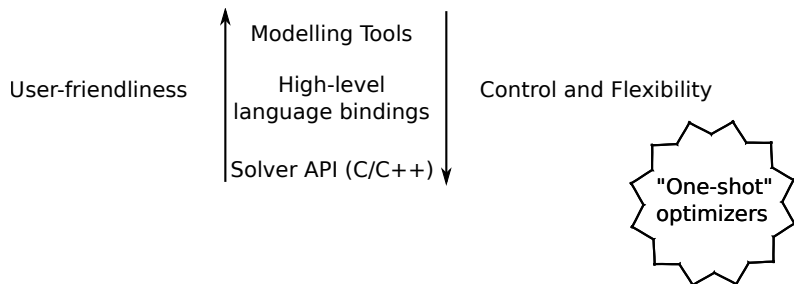 Modelling Tools
User-friendliness
High-level
language bindings
Control and Flexibility
Solver API (C/C++)
"One-shot"
optimizers